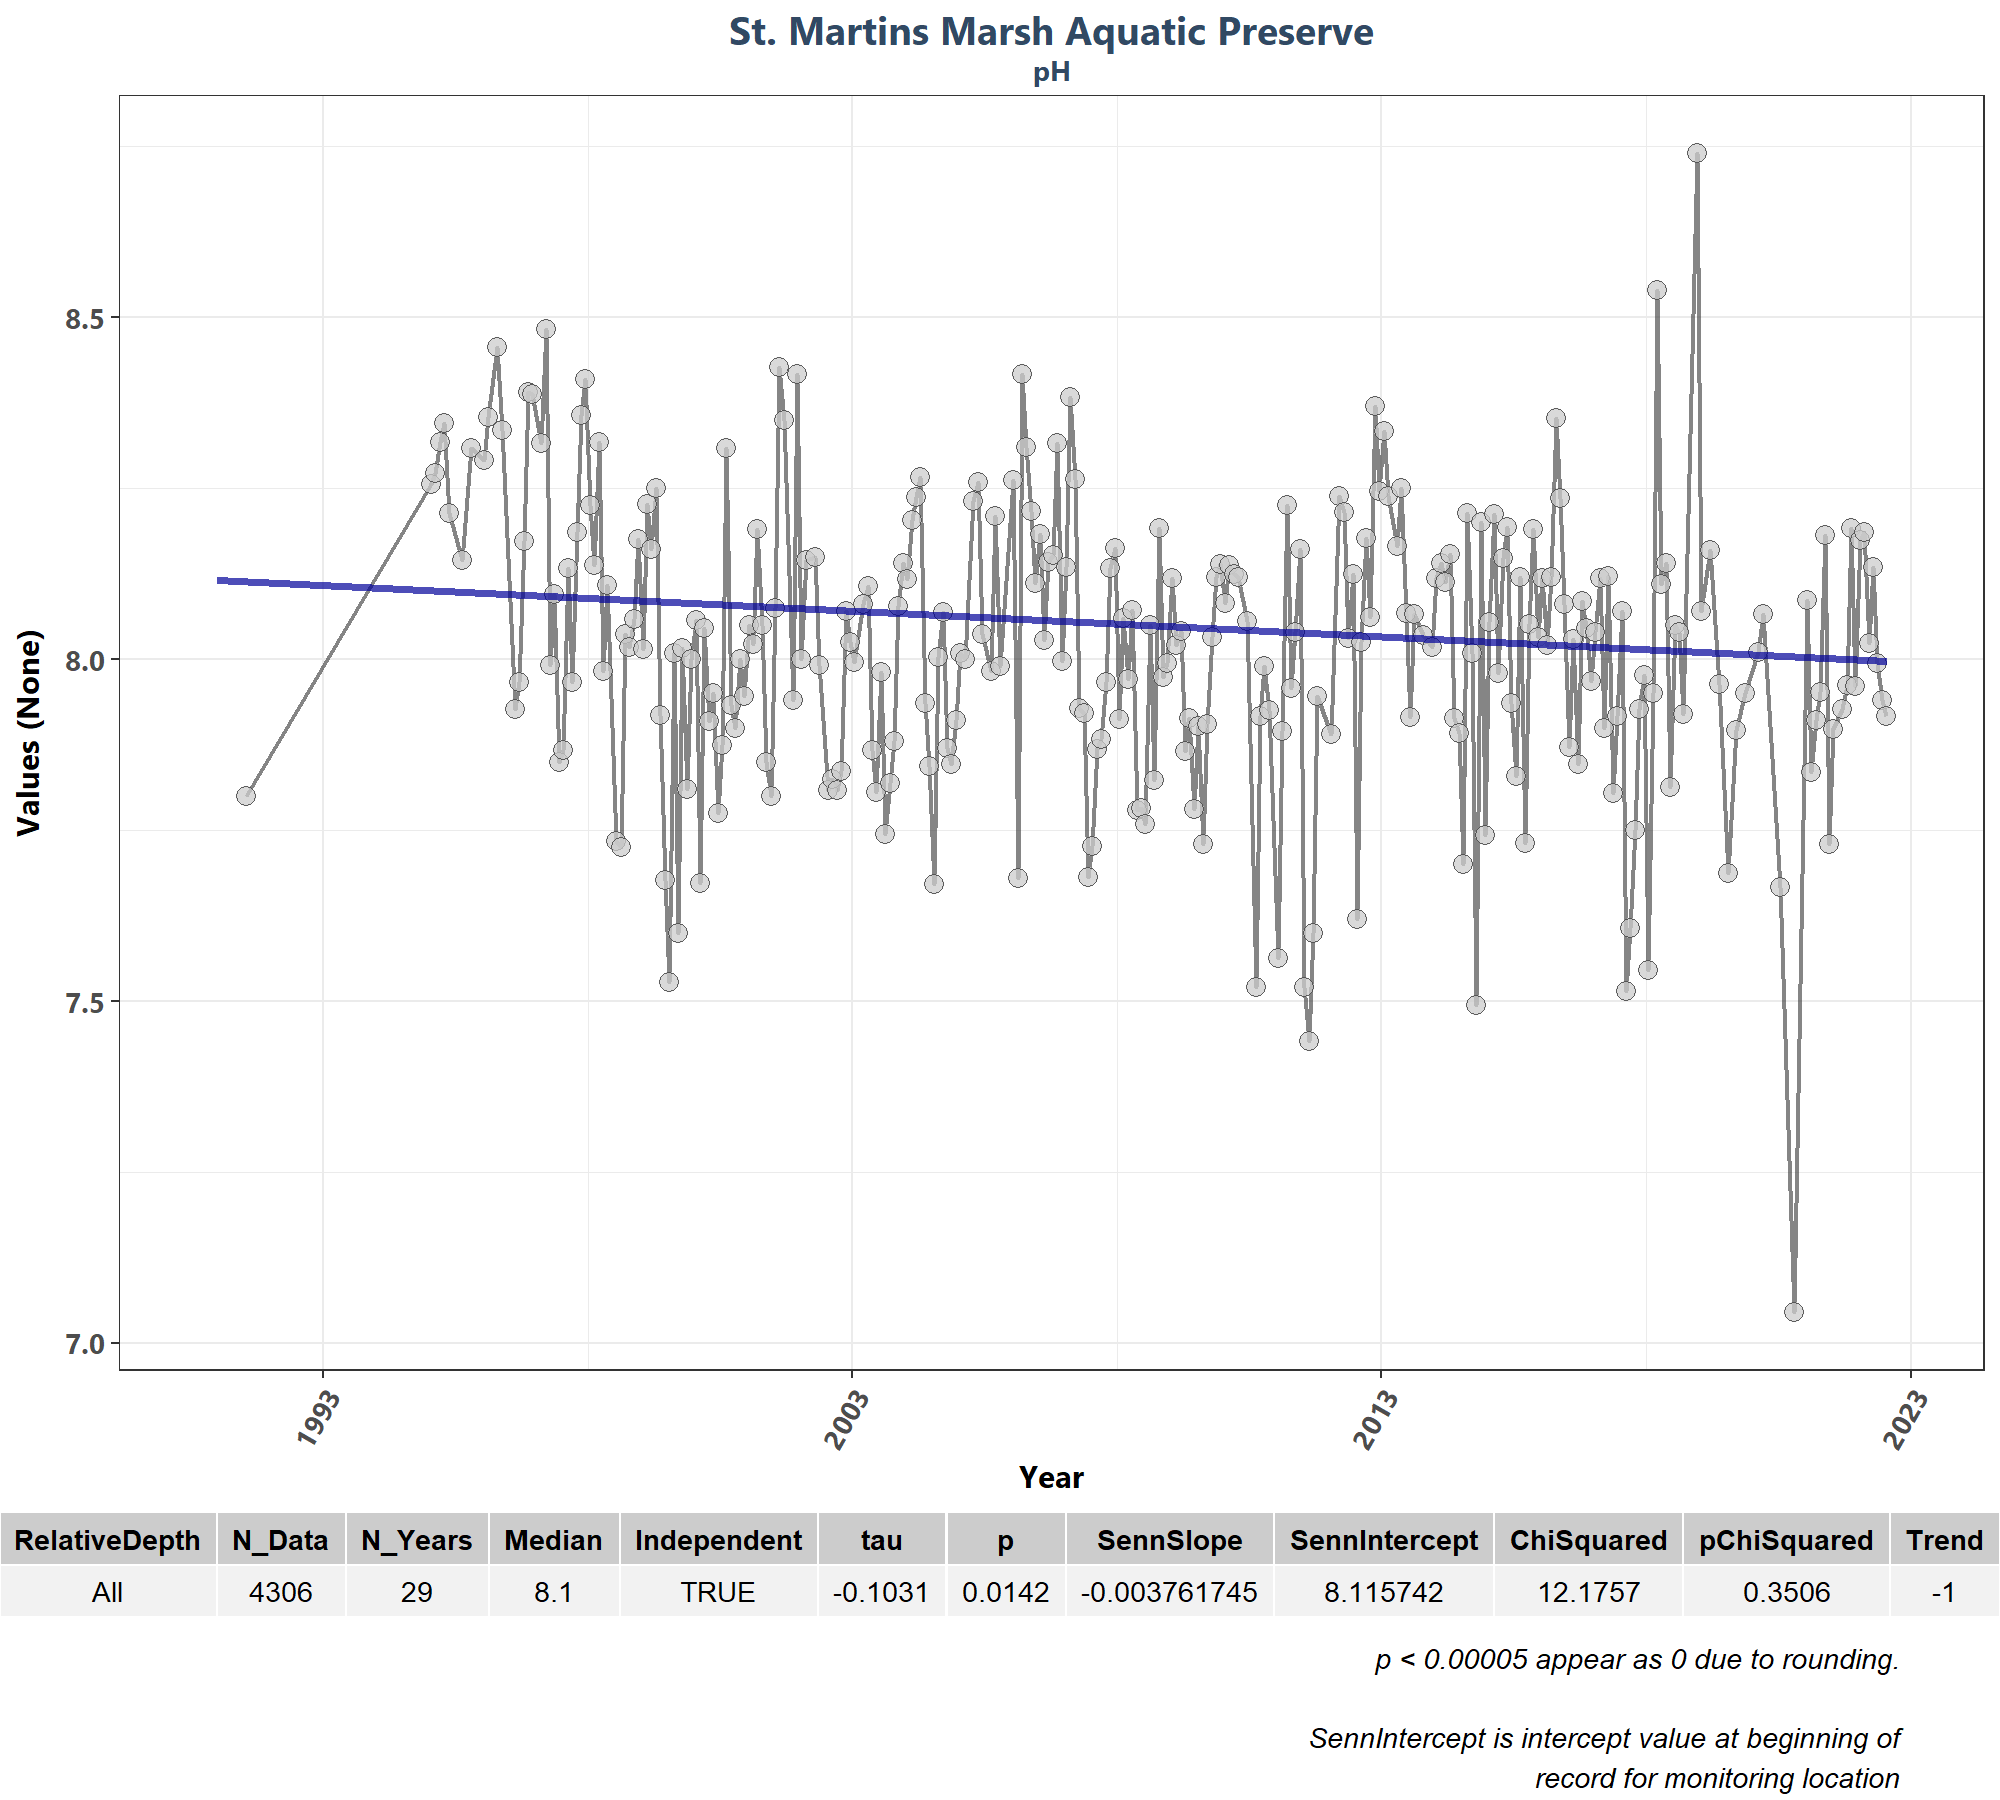 St. Martins Marsh Aquatic Preserve
pH
Values (None)
8.5
8.0
7.5
7.0
1993
2003
2013
2023
Year
RelativeDepth N_Data N_Years Median Independent tau p SennSlope SennIntercept ChiSquared pChiSquared Trend
All 4306 29 8.1 TRUE -0.1031 0.0142 -0.003761745 8.115742 12.1757 0.3506 -1
p < 0.00005 appear as 0 due to rounding.
SennIntercept is intercept value at beginning of
record for monitoring location